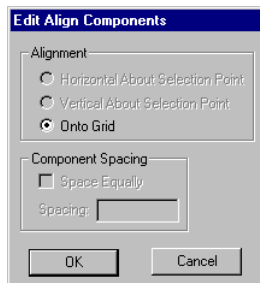 Edit Align Components
Alignment
Horizontal About Selection Point
Vertical About Selection Point
Onto Grid
Component Spacing
Space Equally
Spacing:
OK
Cancel